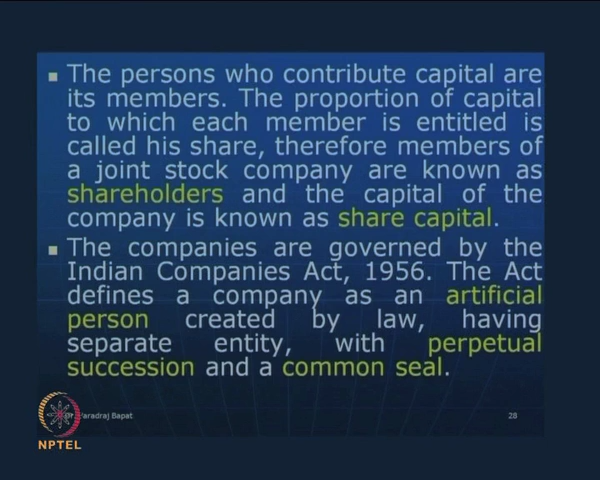 The persons who contribute capital are
its members. The proportion of capital
to which each member is entitled is
called his share, therefore members of
a joint stock company are known as
shareholders and the capital of the
company is known as share capital.
The companies are governed by the
Indian Companies Act, 1956. The Act
defines a company as an artificial
person created by law, having
separate entity, with perpetual
succession and a common seal.
Varadraj Bapat
28
NPTEL